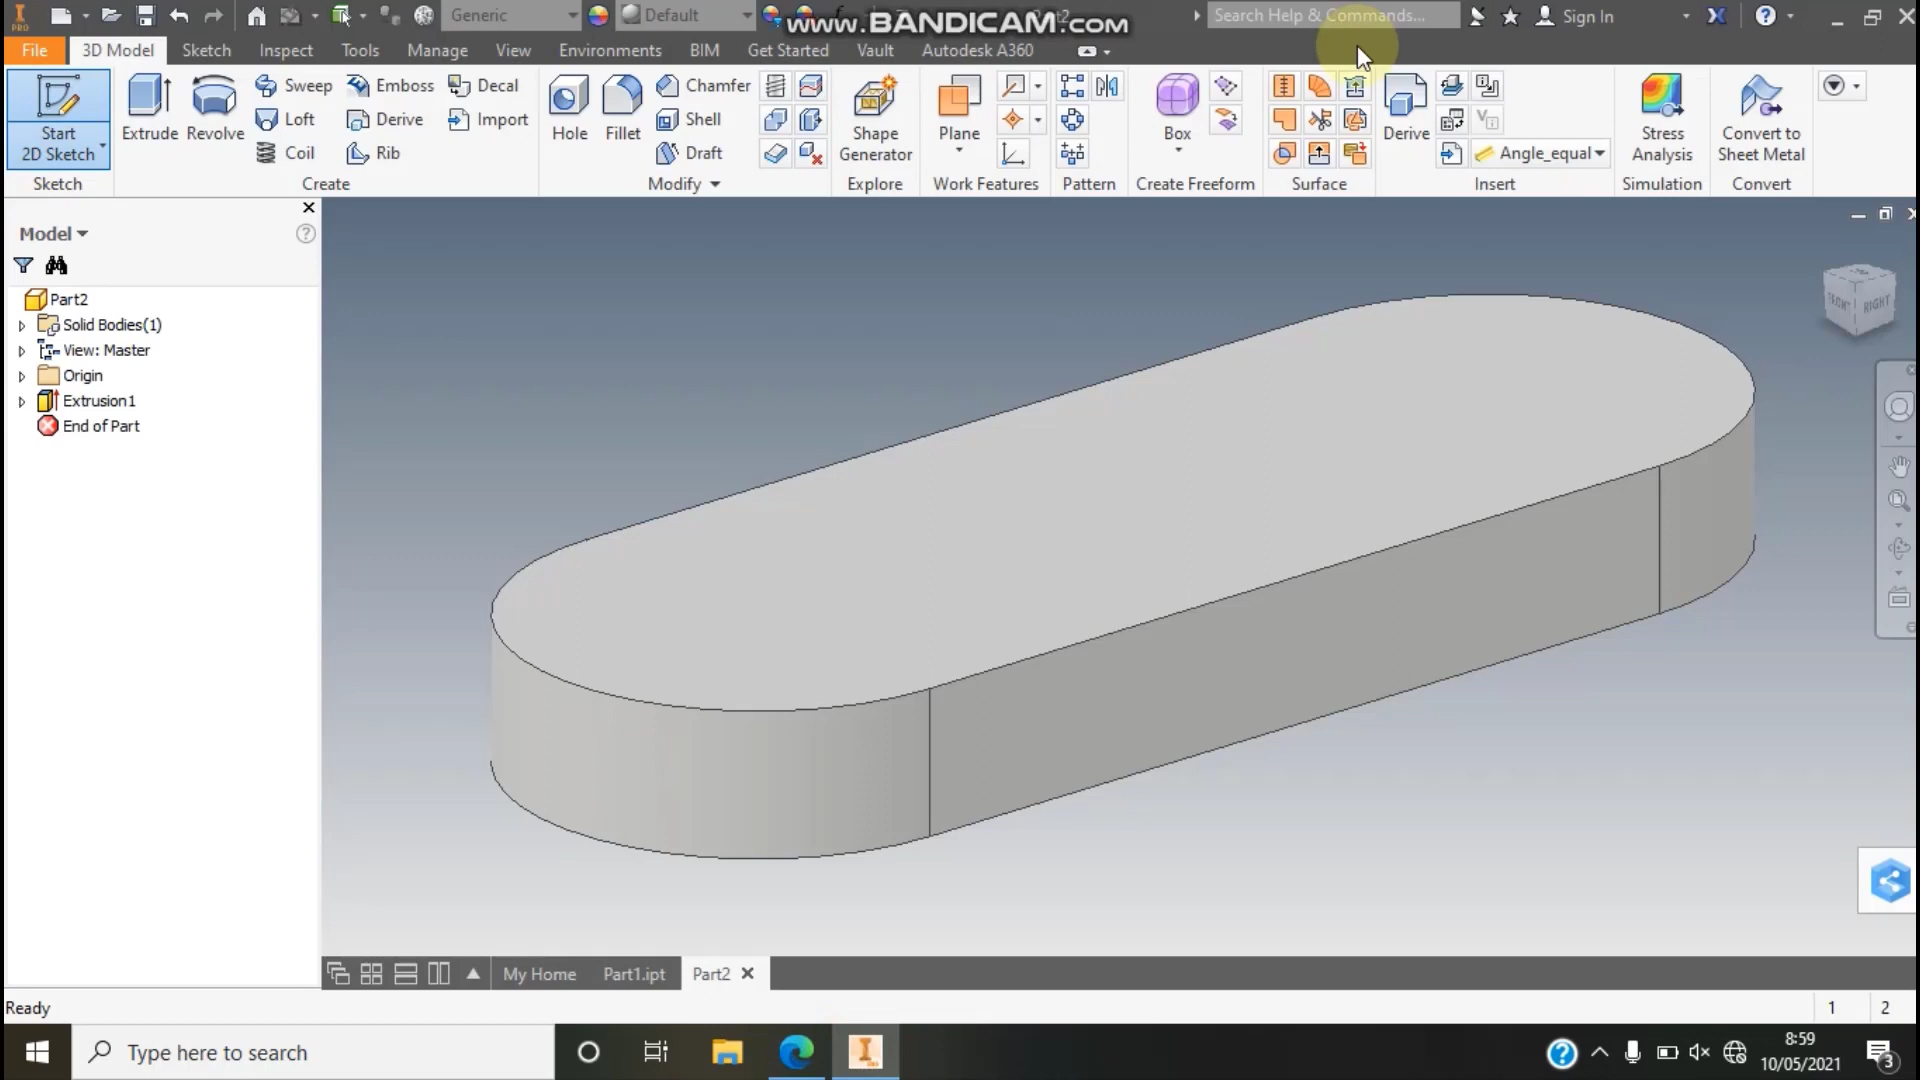 PRO
Generic
Default
www.BANDICAM.com
Search Help & Commands...
Sign In
File
3D Model
Sketch
Inspect
Tools
Manage
View
Environments
BIM
Get Started
Vault
Autodesk A360
Start
2D Sketch
Sketch
Extrude
Revolve
Sweep
Loft
Coil
Emboss
Derive
Rib
Decal
Import
Create
Hole
Fillet
Chamfer
Shell
Draft
Modify
Shape
Generator
Explore
Plane
Work Features
Pattern
Box
Create Freeform
Surface
Derive
Angle_equal
Insert
Stress
Analysis
Simulation
Convert to
Sheet Metal
Convert
Model
Part2
Solid Bodies(1)
View: Master
Origin
Extrusion1
End of Part
FRONT
RIGHT
My Home
Part1.ipt
Part2
Ready
1
2
Type here to search
8:59
10/05/2021
3